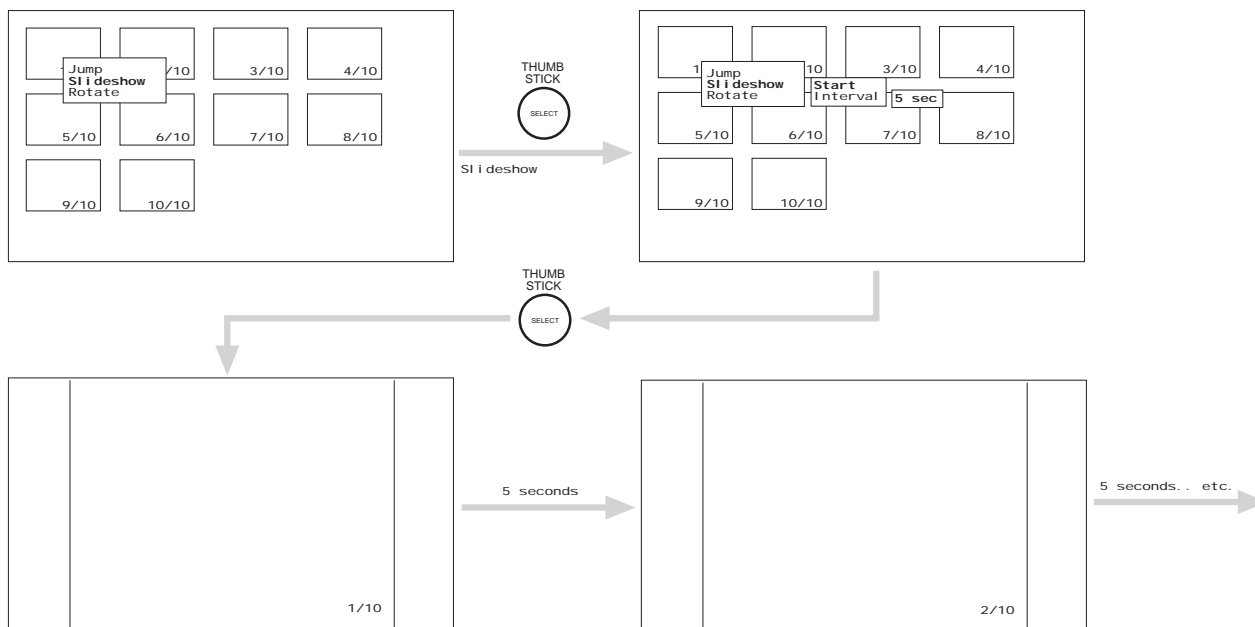 /10
3/10
4/10
Jump
Slideshow
Rotate
5/10
6/10
7/10
8/10
9/10
10/10
THUMB
STICK
SELECT
Slideshow
1
10
3/10
4/10
Jump
Slideshow
Rotate
Start
Interval
5 sec
5/10
6/10
7/10
8/10
9/10
10/10
THUMB
STICK
SELECT
1/10
5 seconds
2/10
5 seconds.. etc.